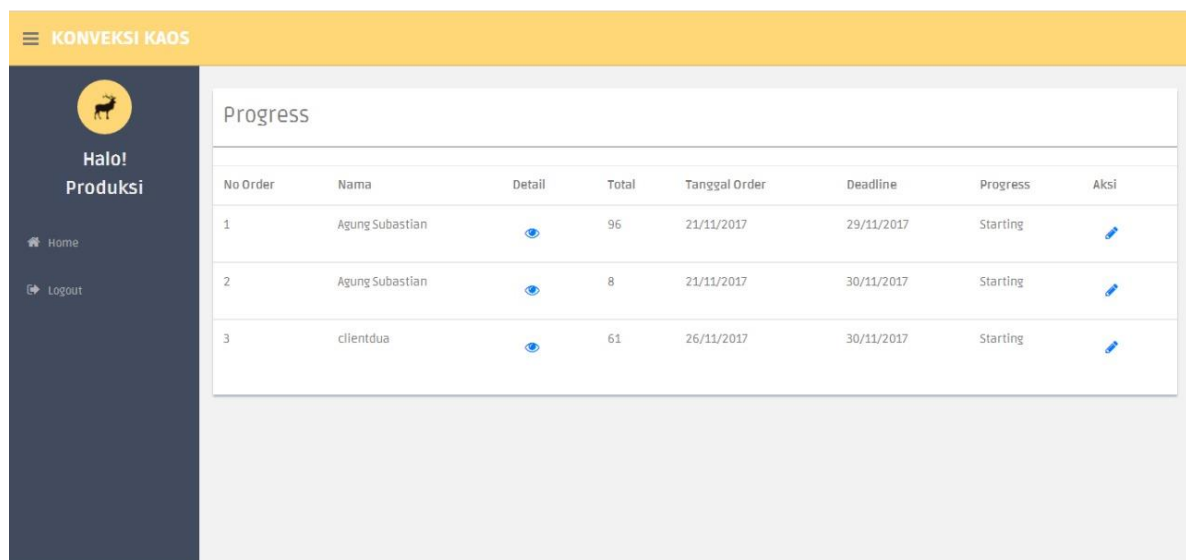 KONVEKSI KAOS
Halo!
Produksi
Home
Logout
Progress
No Order Nama Detail Total Tanggal Order Deadline Progress Aksi
1 Agung Subastian 96 21/11/2017 29/11/2017 Starting
2 Agung Subastian 8 21/11/2017 30/11/2017 Starting
3 clientdua 61 26/11/2017 30/11/2017 Starting